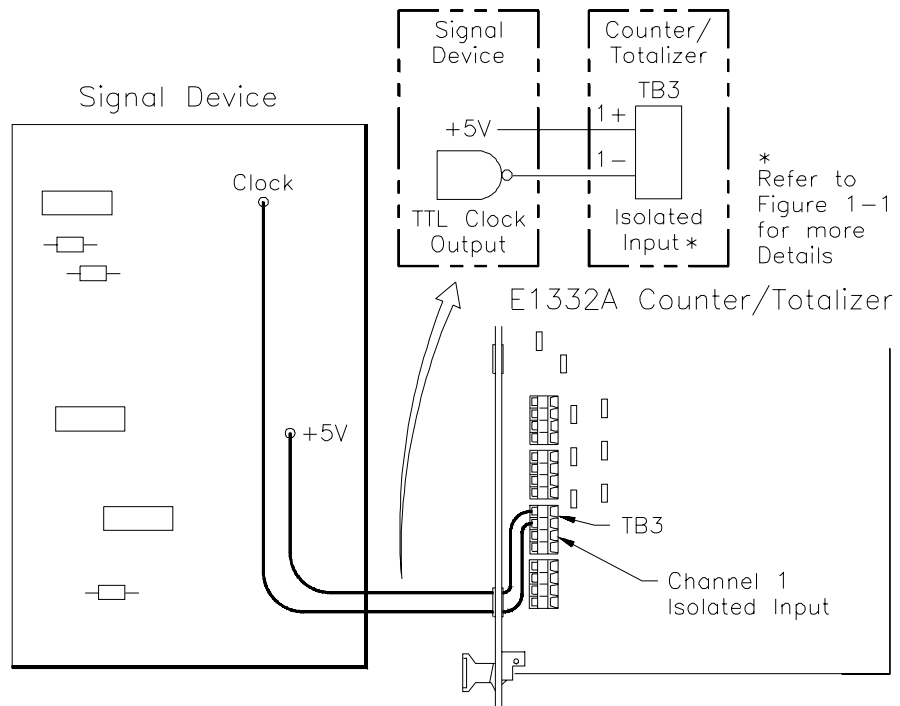 Signal
Device
Counter/
Totalizer
TB3
1+
+5V
1-
TTL Clock
Output
Isolated
Input *
*
Refer to
Figure 1-1
for more
Details
Signal Device
Clock
+5V
E1332A Counter/Totalizer
TB3
Channel 1
Isolated Input